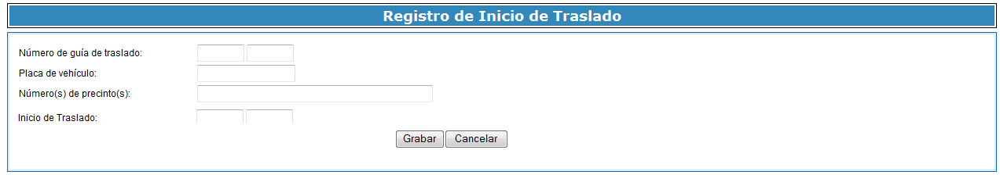 Registro de Inicio de Traslado
Número de guía de traslado:
Placa de vehículo:
Número(s) de precinto(s):
Inicio de Traslado:
Grabar Cancelar